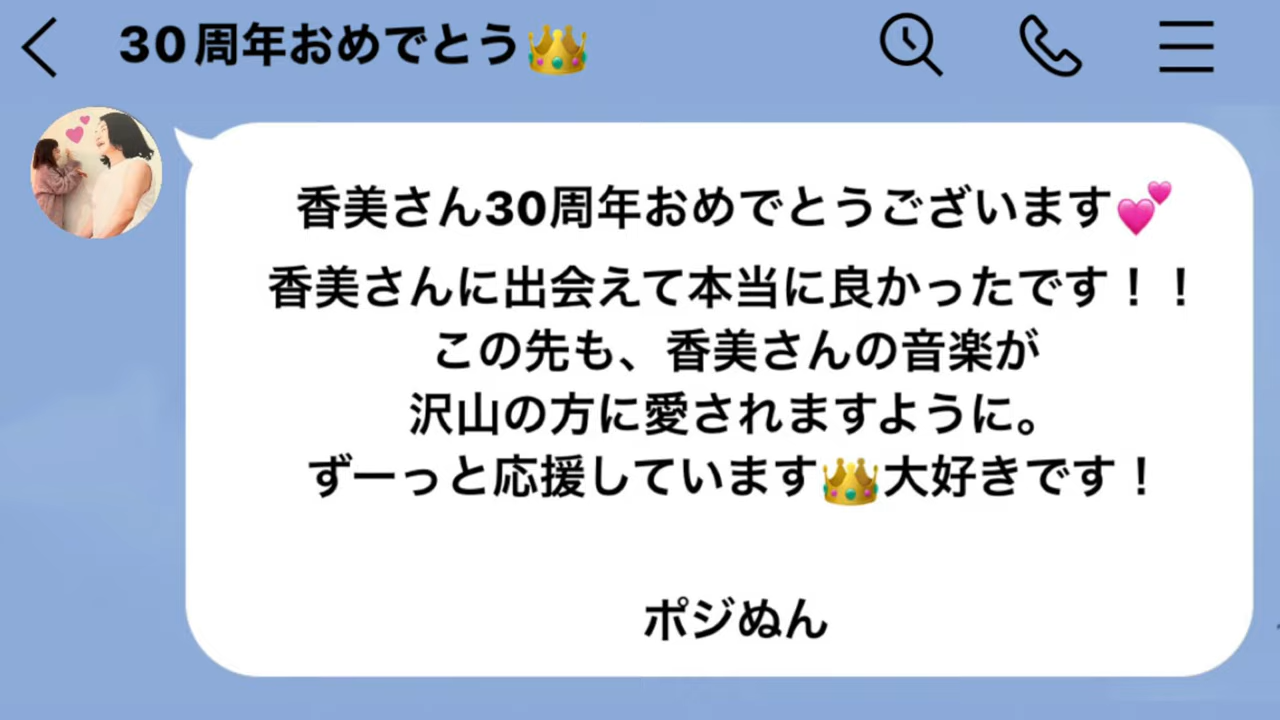 30周年おめでとう👑
香美さん30周年おめでとうございます💕
香美さんに出会えて本当に良かったです！！
この先も、香美さんの音楽が
沢山の方に愛されますように。
ずーっと応援しています👑大好きです！
ポジぬん